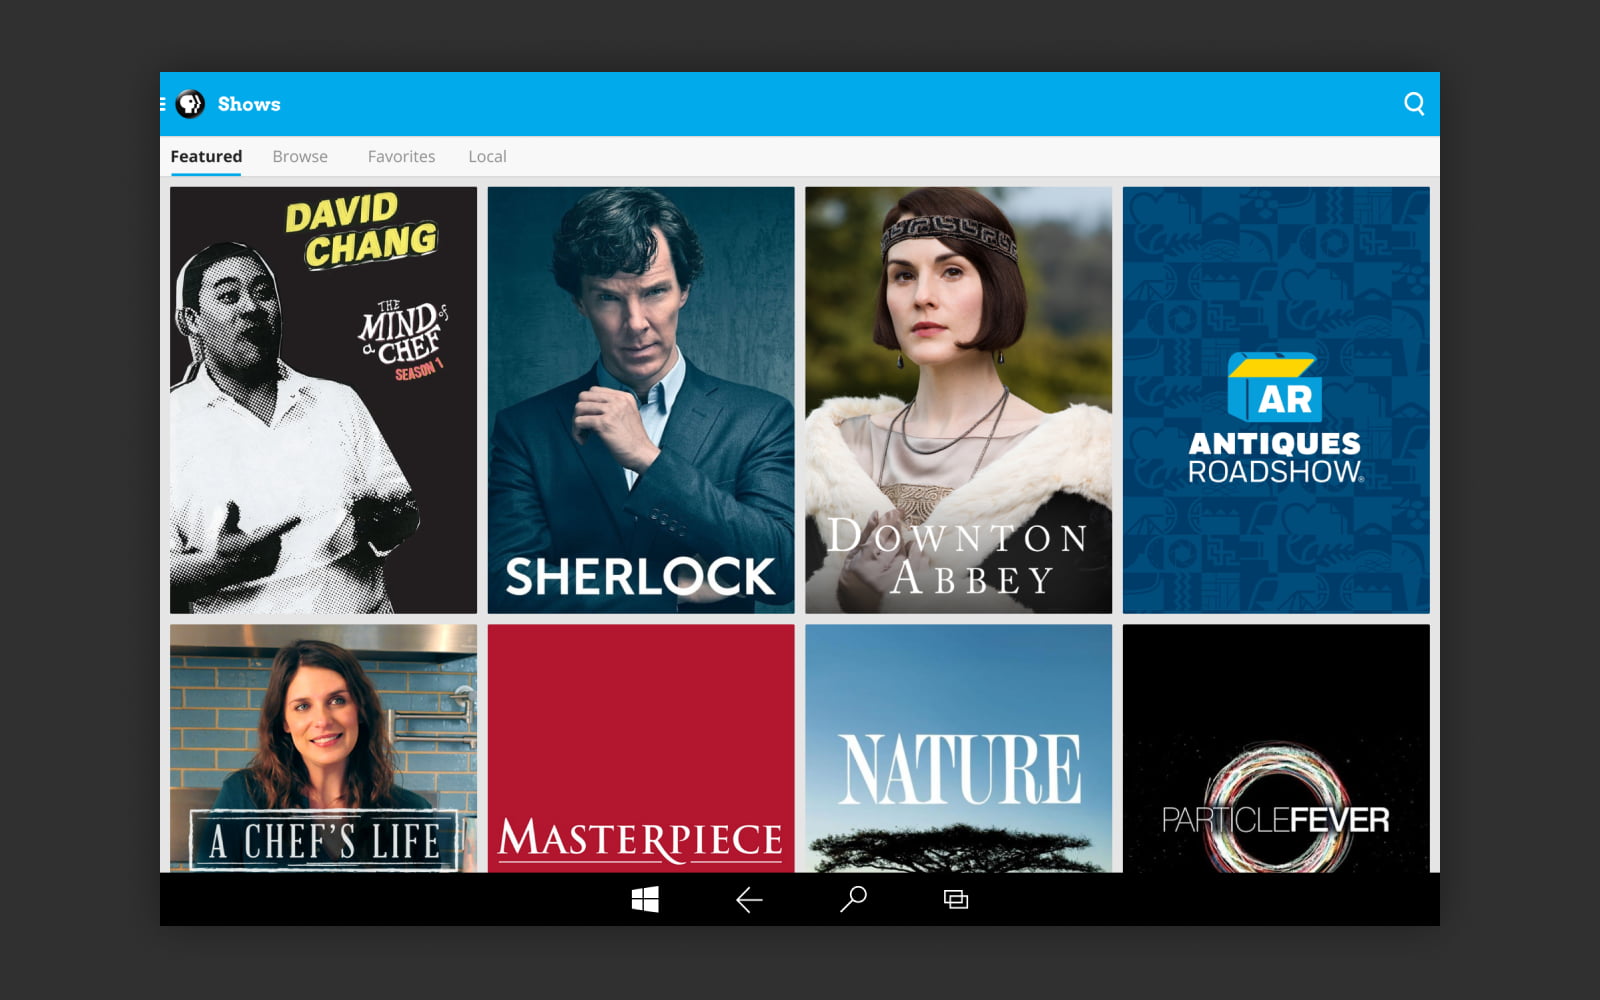 Shows
Featured Browse Favorites Local
DAVID
CHANG
THE
MIND of
a CHEF
SEASON 1
SHERLOCK
DOWNTON
ABBEY
AR
ANTIQUES
ROADSHOW®
A CHEF'S LIFE
MASTERPIECE
NATURE
PARTICLEFEVER